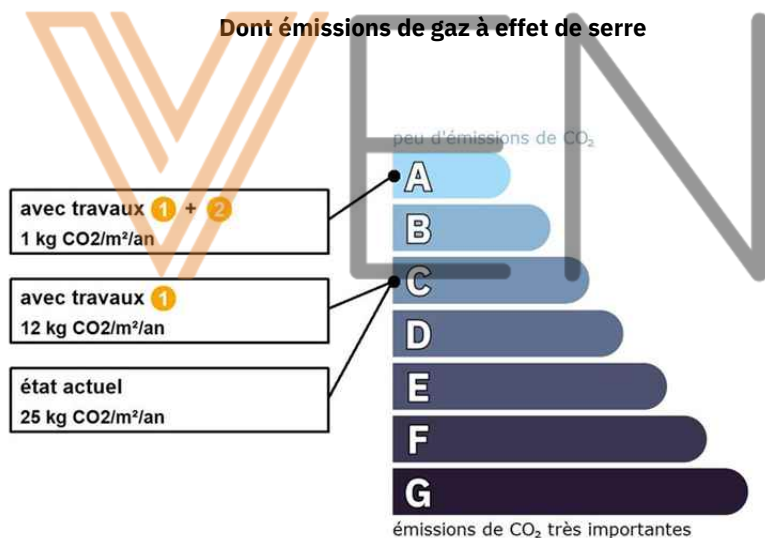 Dont émissions de gaz à effet de serre
VEN
peu d'émissions de CO₂
A
avec travaux 1 + 2
1 kg CO2/m²/an
B
C
avec travaux 1
12 kg CO2/m²/an
D
état actuel
25 kg CO2/m²/an
E
F
G
émissions de CO₂ très importantes